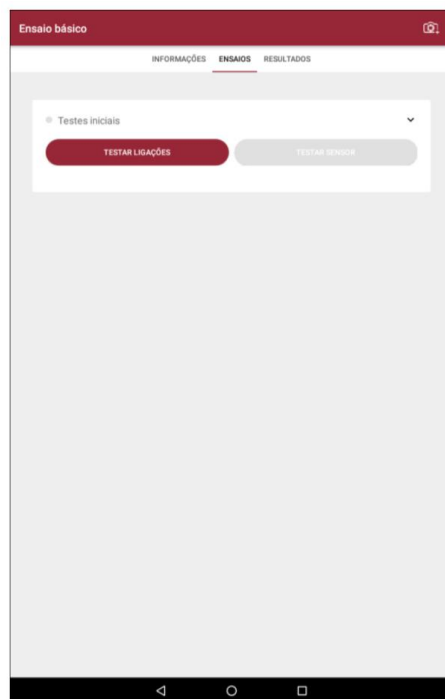 Ensaio básico
INFORMAÇÕES ENSAIOS RESULTADOS
Testes iniciais
TESTAR LIGAÇÕES TESTAR SENSOR